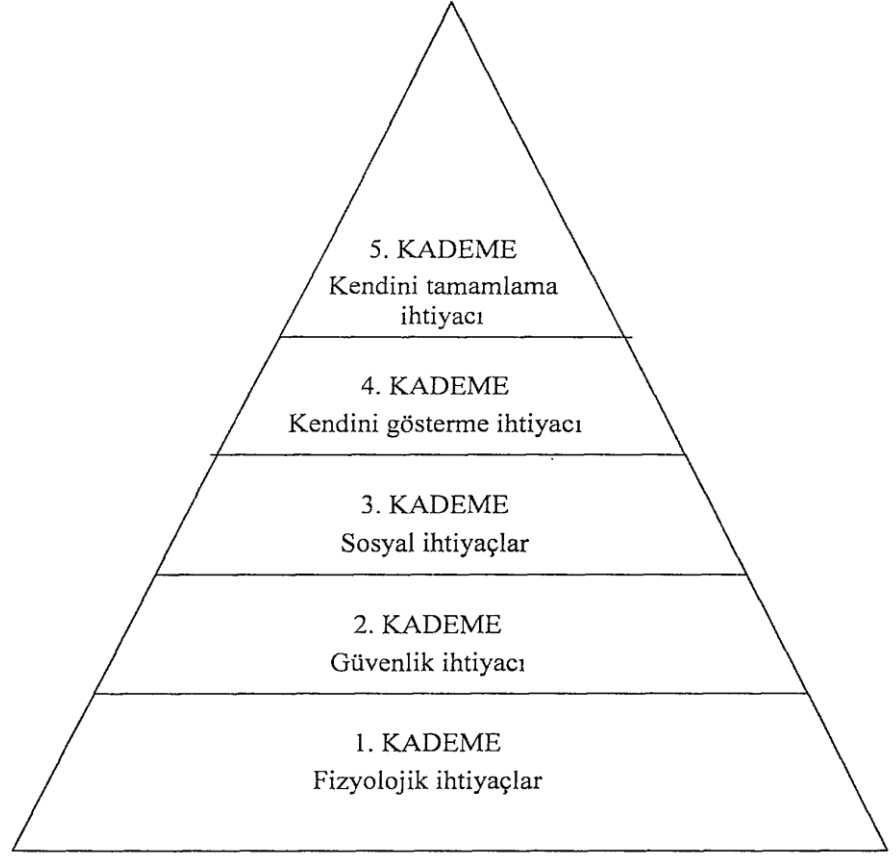 5. KADEME
Kendini tamamlama
ihtiyacı
4. KADEME
Kendini gösterme ihtiyacı
3. KADEME
Sosyal ihtiyaçlar
2. KADEME
Güvenlik ihtiyacı
1. KADEME
Fizyolojik ihtiyaçlar